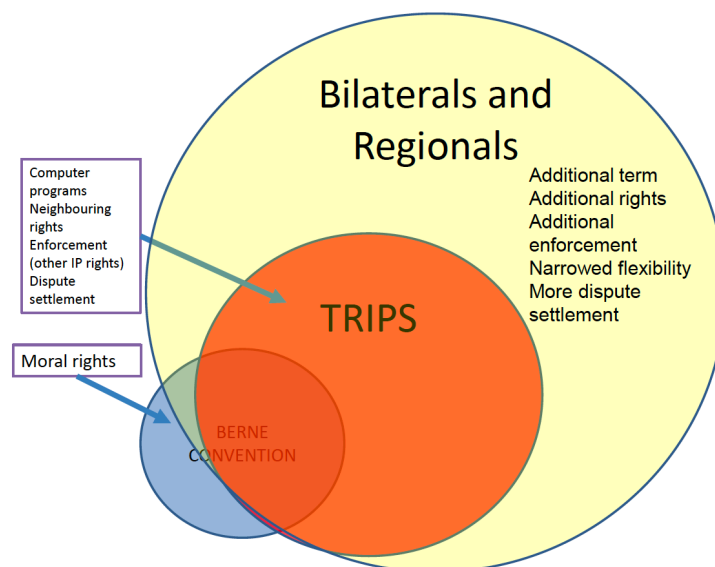 Bilaterals and
Regionals
Computer
programs
Neighbouring
rights
Enforcement
(other IP rights)
Dispute
settlement
Additional term
Additional rights
Additional
enforcement
Narrowed flexibility
More dispute
settlement
TRIPS
Moral rights
BERNE
CONVENTION